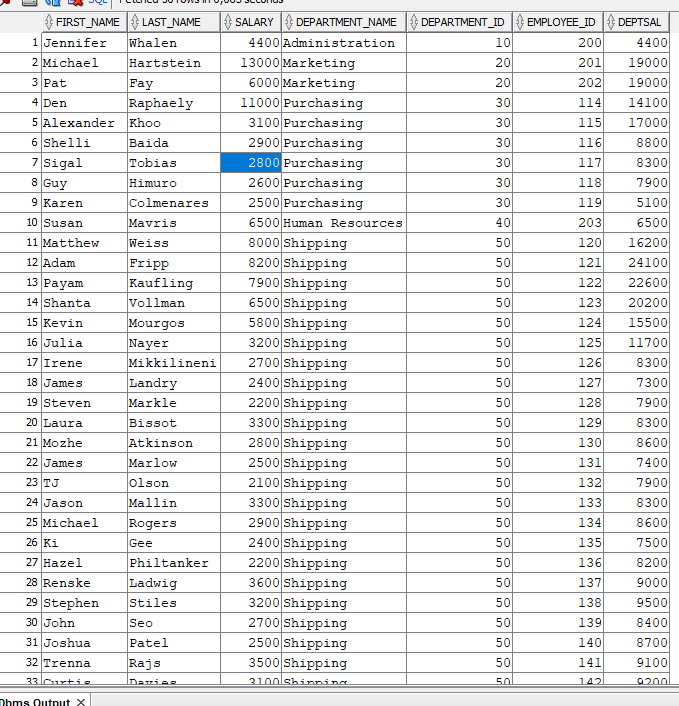 SQL Fetched 50 rows in 0,005 seconds
FIRST_NAME LAST_NAME SALARY DEPARTMENT_NAME DEPARTMENT_ID EMPLOYEE_ID DEPTSAL
1 Jennifer Whalen 4400 Administration 10 200 4400
2 Michael Hartstein 13000 Marketing 20 201 19000
3 Pat Fay 6000 Marketing 20 202 19000
4 Den Raphaely 11000 Purchasing 30 114 14100
5 Alexander Khoo 3100 Purchasing 30 115 17000
6 Shelli Baida 2900 Purchasing 30 116 8800
7 Sigal Tobias 2800 Purchasing 30 117 8300
8 Guy Himuro 2600 Purchasing 30 118 7900
9 Karen Colmenares 2500 Purchasing 30 119 5100
10 Susan Mavris 6500 Human Resources 40 203 6500
11 Matthew Weiss 8000 Shipping 50 120 16200
12 Adam Fripp 8200 Shipping 50 121 24100
13 Payam Kaufling 7900 Shipping 50 122 22600
14 Shanta Vollman 6500 Shipping 50 123 20200
15 Kevin Mourgos 5800 Shipping 50 124 15500
16 Julia Nayer 3200 Shipping 50 125 11700
17 Irene Mikkilineni 2700 Shipping 50 126 8300
18 James Landry 2400 Shipping 50 127 7300
19 Steven Markle 2200 Shipping 50 128 7900
20 Laura Bissot 3300 Shipping 50 129 8300
21 Mozhe Atkinson 2800 Shipping 50 130 8600
22 James Marlow 2500 Shipping 50 131 7400
23 TJ Olson 2100 Shipping 50 132 7900
24 Jason Mallin 3300 Shipping 50 133 8300
25 Michael Rogers 2900 Shipping 50 134 8600
26 Ki Gee 2400 Shipping 50 135 7500
27 Hazel Philtanker 2200 Shipping 50 136 8200
28 Renske Ladwig 3600 Shipping 50 137 9000
29 Stephen Stiles 3200 Shipping 50 138 9500
30 John Seo 2700 Shipping 50 139 8400
31 Joshua Patel 2500 Shipping 50 140 8700
32 Trenna Rajs 3500 Shipping 50 141 9100
33 Curtis Davies 3100 Shipping 50 142 9200
Dbms Output